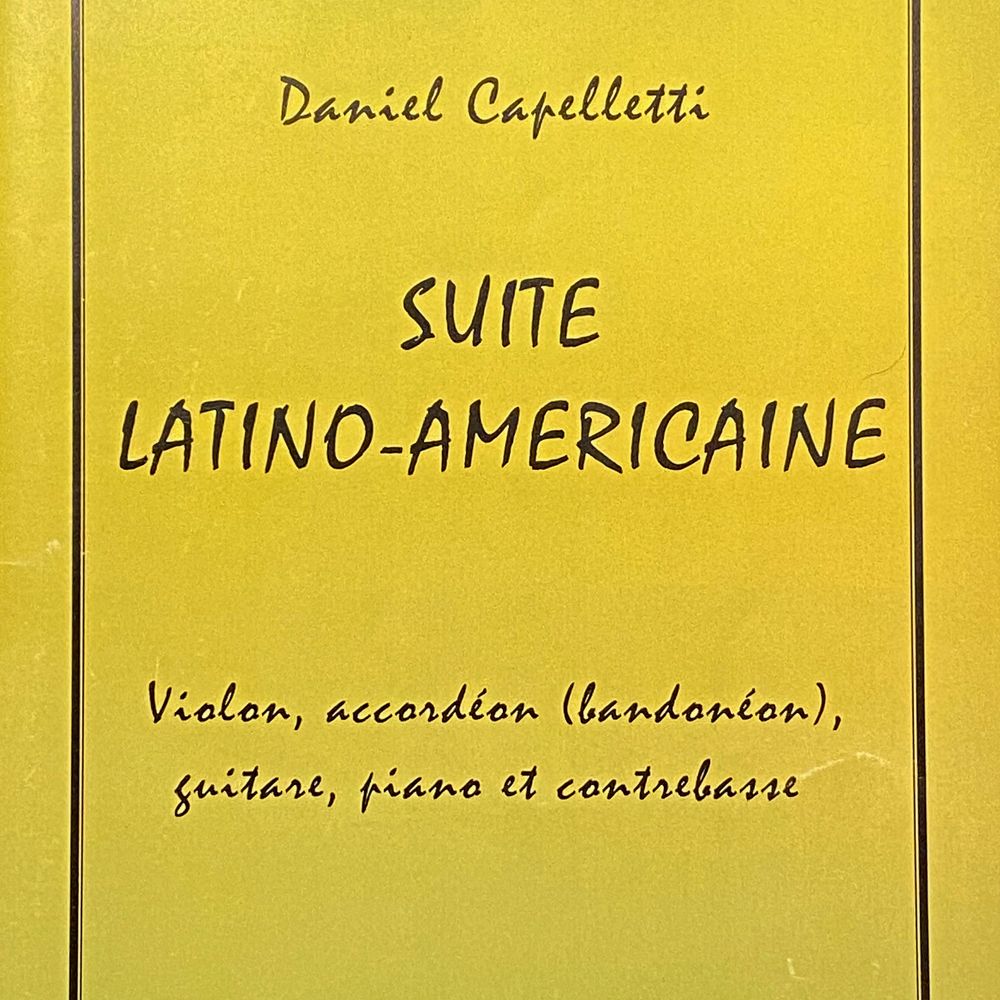 Daniel Capelletti
SUITE
LATINO-AMERICAINE
Violon, accordéon (bandonéon),
guitare, piano et contrebasse